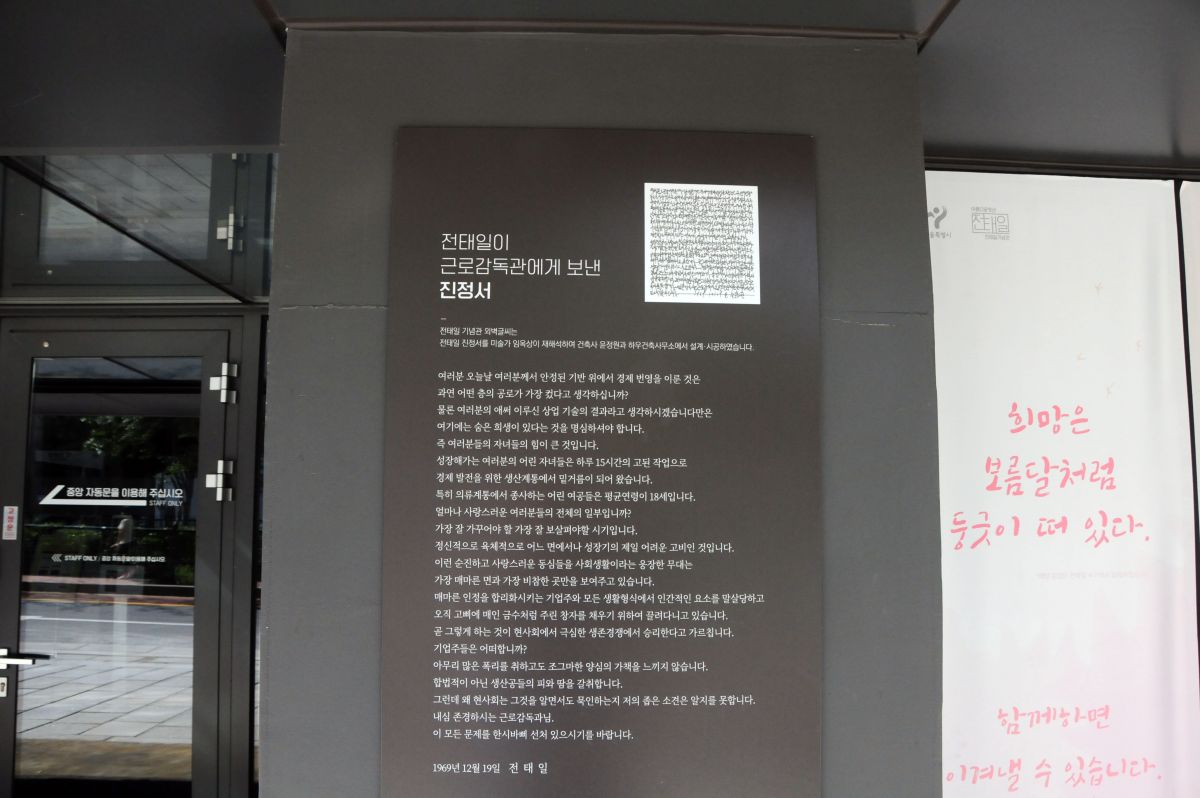 전태일이
근로감독관에게 보낸
진정서
전태일 기념관 외벽글씨는
전태일 진정서를 미술가 임옥상이 재해석하여 건축사 윤정원과 하우건축사무소에서 설계·시공하였습니다.
여러분 오늘날 여러분께서 안정된 기반 위에서 경제 번영을 이룬 것은
과연 어떤 층의 공로가 가장 컸다고 생각하십니까?
물론 여러분의 애써 이루신 상업 기술의 결과라고 생각하시겠습니다만은
여기에는 숨은 희생이 있다는 것을 명심하셔야 합니다.
즉 여러분들의 자녀들의 힘이 큰 것입니다.
성장해가는 여러분의 어린 자녀들은 하루 15시간의 고된 작업으로
경제 발전을 위한 생산계통에서 밑거름이 되어 왔습니다.
특히 의류계통에서 종사하는 어린 여공들은 평균연령이 18세입니다.
얼마나 사랑스러운 여러분들의 전체의 일부입니까?
가장 잘 가꾸어야 할 가장 잘 보살펴야할 시기입니다.
정신적으로 육체적으로 어느 면에서나 성장기의 제일 어려운 고비인 것입니다.
이런 순진하고 사랑스러운 동심들을 사회생활이라는 웅장한 무대는
가장 매마른 면과 가장 비참한 곳만을 보여주고 있습니다.
매마른 인정을 합리화시키는 기업주와 모든 생활형식에서 인간적인 요소를 말살당하고
오직 고삐에 매인 금수처럼 주린 창자를 채우기 위하여 끌려다니고 있습니다.
곧 그렇게 하는 것이 현사회에서 극심한 생존경쟁에서 승리한다고 가르칩니다.
기업주들은 어떠합니까?
아무리 많은 폭리를 취하고도 조그마한 양심의 가책을 느끼지 않습니다.
합법적이 아닌 생산공들의 피와 땀을 갈취합니다.
그런데 왜 현사회는 그것을 알면서도 묵인하는지 저의 좁은 소견은 알지를 못합니다.
내심 존경하시는 근로감독과님.
이 모든 문제를 한시바삐 선처 있으시기를 바랍니다.
1969년 12월 19일 전 태 일
중앙 자동문을 이용해 주십시오
STAFF ONLY
STAFF ONLY / 중앙 자동문을이용해 주십시오
고정문
전태일
전태일기념관
희망은
보름달처럼
둥긋이 떠 있다.
함께하면
이겨낼 수 있습니다.